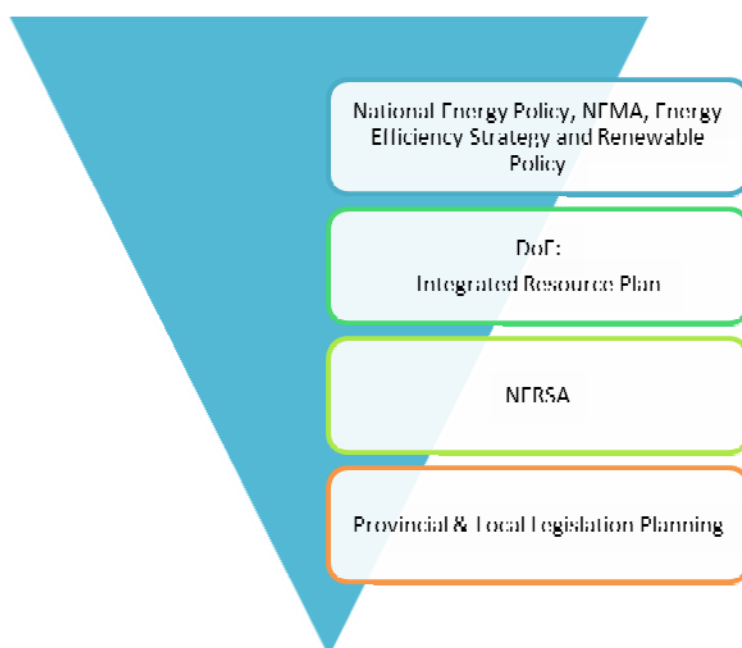 National Energy Policy, NEMA, Energy
Efficiency Strategy and Renewable
Policy
DoE:
Integrated Resource Plan
NERSA
Provincial & Local Legislation Planning